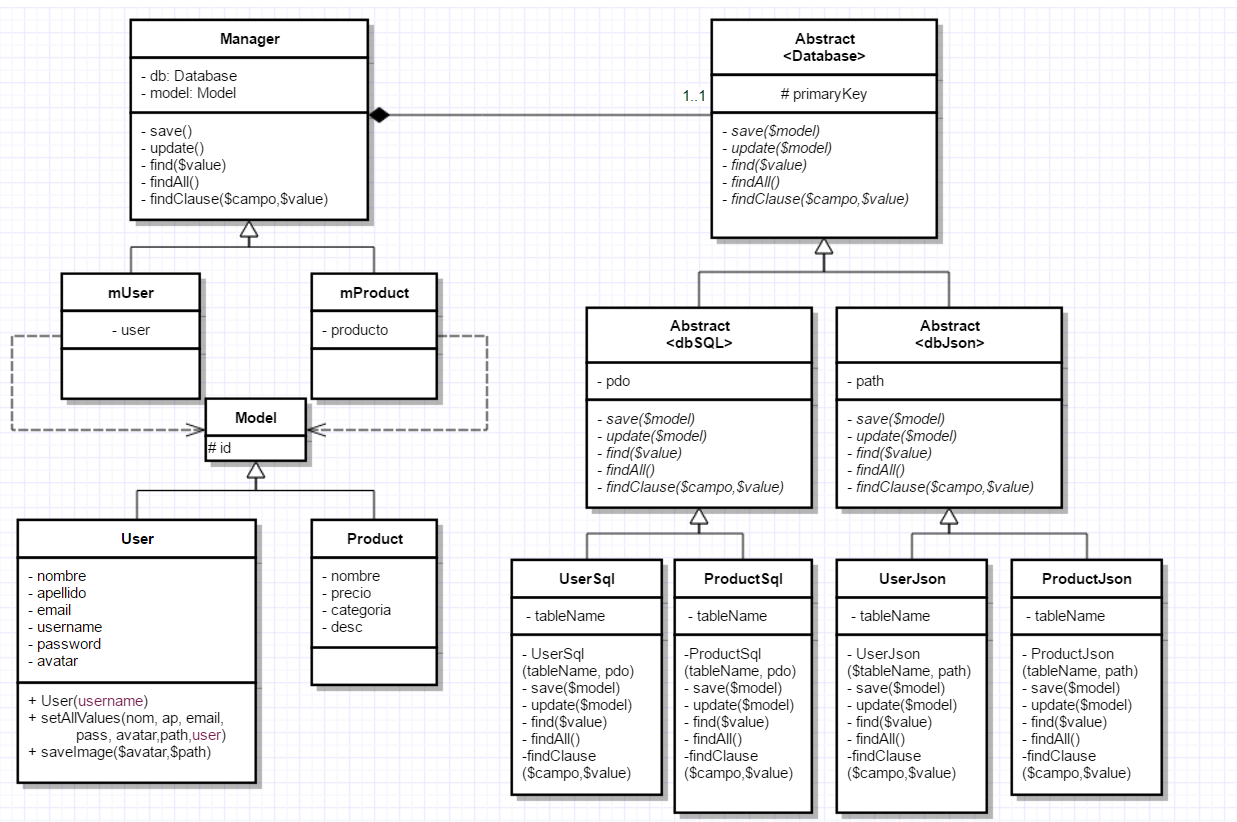 Manager
- db: Database
- model: Model
- save()
- update()
- find($value)
- findAll()
- findClause($campo,$value)
1..1
Abstract
<Database>
# primaryKey
- save($model)
- update($model)
- find($value)
- findAll()
- findClause($campo,$value)
mUser
- user
mProduct
- producto
Model
# id
User
- nombre
- apellido
- email
- username
- password
- avatar
+ User(username)
+ setAllValues(nom, ap, email,
pass, avatar,path,user)
+ saveImage($avatar,$path)
Product
- nombre
- precio
- categoria
- desc
Abstract
<dbSQL>
- pdo
- save($model)
- update($model)
- find($value)
- findAll()
- findClause($campo,$value)
Abstract
<dbJson>
- path
- save($model)
- update($model)
- find($value)
- findAll()
- findClause($campo,$value)
UserSql
- tableName
- UserSql
(tableName, pdo)
- save($model)
- update($model)
- find($value)
- findAll()
-findClause
($campo,$value)
ProductSql
- tableName
-ProductSql
(tableName, pdo)
- save($model)
- update($model)
- find($value)
- findAll()
-findClause
($campo,$value)
UserJson
- tableName
- UserJson
($tableName, path)
- save($model)
- update($model)
- find($value)
- findAll()
-findClause
($campo,$value)
ProductJson
- tableName
- ProductJson
(tableName, path)
- save($model)
- update($model)
- find($value)
- findAll()
-findClause
($campo,$value)